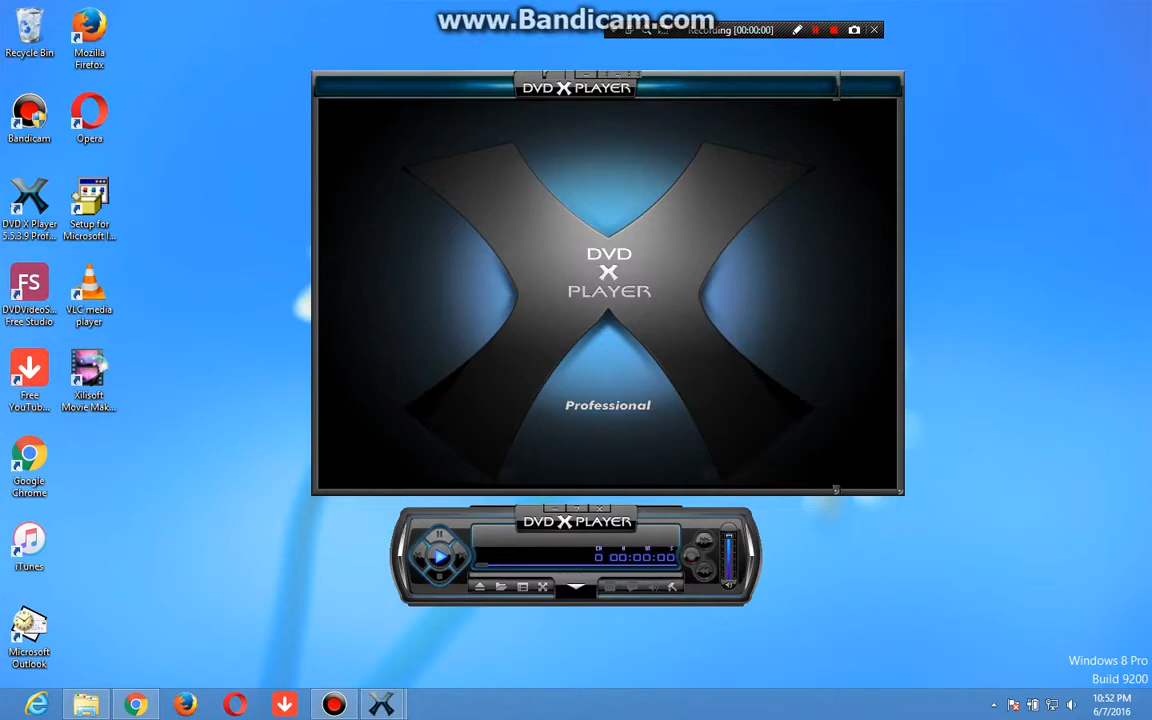 www.Bandicam.com
Recording [00:00:00]
Recycle Bin
Mozilla
Firefox
Bandicam
Opera
DVD X Player
5.5.3.9 Prof...
Setup for
Microsoft I...
DVDVideoS...
Free Studio
VLC media
player
Free
YouTub...
Xilisoft
Movie Mak...
Google
Chrome
iTunes
Microsoft
Outlook
FS
DVD X PLAYER
DVD
X
PLAYER
Professional
DVD X PLAYER
CH H M S
0 00:00:00
Windows 8 Pro
Build 9200
10:52 PM
6/7/2016